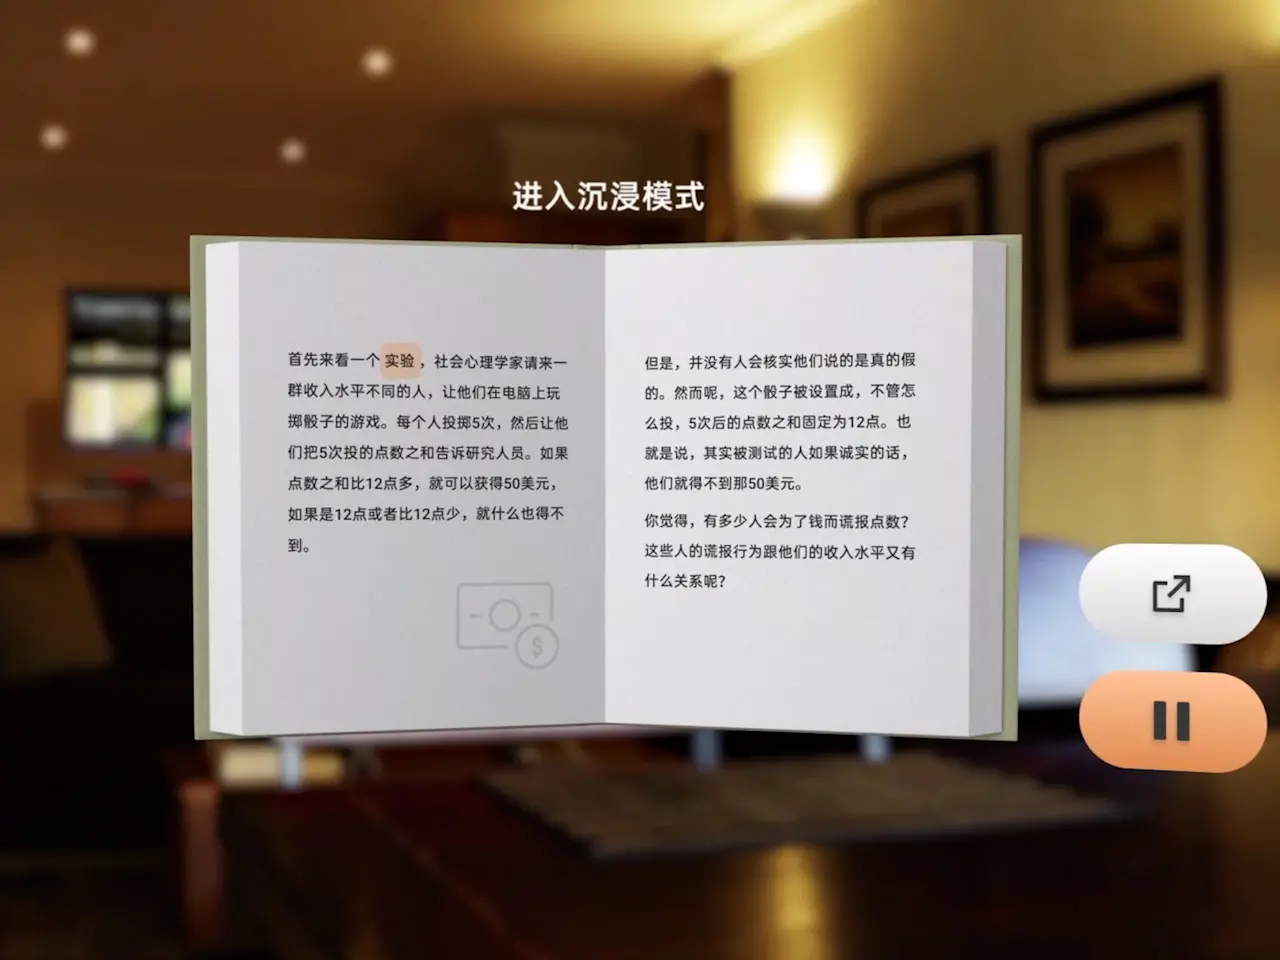 进入沉浸模式
首先来看一个实验，社会心理学家请来一
群收入水平不同的人，让他们在电脑上玩
掷骰子的游戏。每个人投掷5次，然后让他
们把5次投的点数之和告诉研究人员。如果
点数之和比12点多，就可以获得50美元，
如果是12点或者比12点少，就什么也得不
到。
但是，并没有人会核实他们说的是真的假
的。然而呢，这个骰子被设置成，不管怎
么投，5次后的点数之和固定为12点。也
就是说，其实被测试的人如果诚实的话，
他们就得不到那50美元。
你觉得，有多少人会为了钱而谎报点数？
这些人的谎报行为跟他们的收入水平又有
什么关系呢？
$